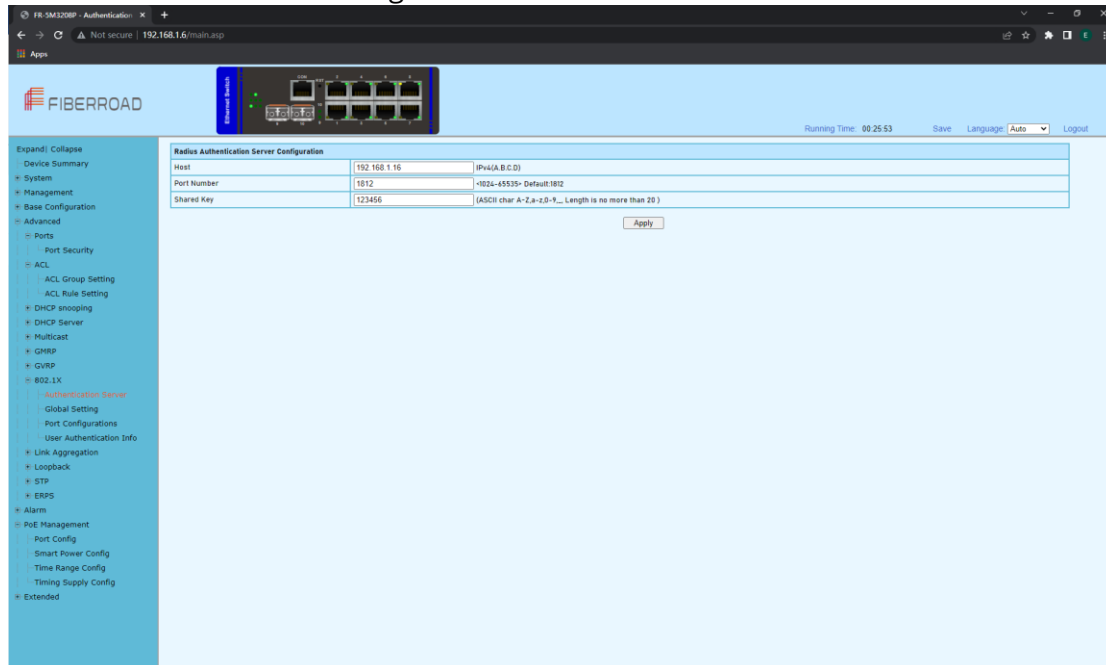 FR-5M3208P - Authentication
Not secure | 192.168.1.6/main.asp
Apps
FIBERROAD
Ethernet Switch
Running Time: 00:25:53 Save Language: Auto Logout
Expand| Collapse
Device Summary
System
Management
Base Configuration
Advanced
Ports
Port Security
ACL
ACL Group Setting
ACL Rule Setting
DHCP snooping
DHCP Server
Multicast
GMRP
GVRP
802.1X
Authentication Server
Global Setting
Port Configurations
User Authentication Info
Link Aggregation
Loopback
STP
ERPS
Alarm
PoE Management
Port Config
Smart Power Config
Time Range Config
Timing Supply Config
Extended
Radius Authentication Server Configuration
Host 192.168.1.16 IPv4(A.B.C.D)
Port Number 1812 <1024-65535> Default:1812
Shared Key 123456 (ASCII char A-Z,a-z,0-9,_, Length is no more than 20 )
Apply